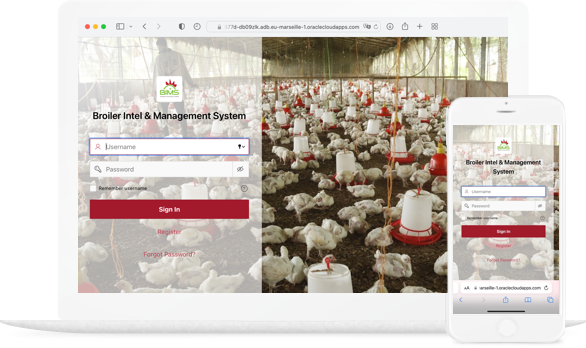 77d-db09zlk.adb.eu-marseille-1.oraclecloudapps.com
BIMS
Broiler Intel & Management System
Username
Password
Remember username
Sign In
Register
Forgot Password?
BIMS
Broiler Intel & Management
System
Username
Password
Remember username
Sign In
Register
Forgot Password?
AA
arseille-1.oraclecloudapps.com